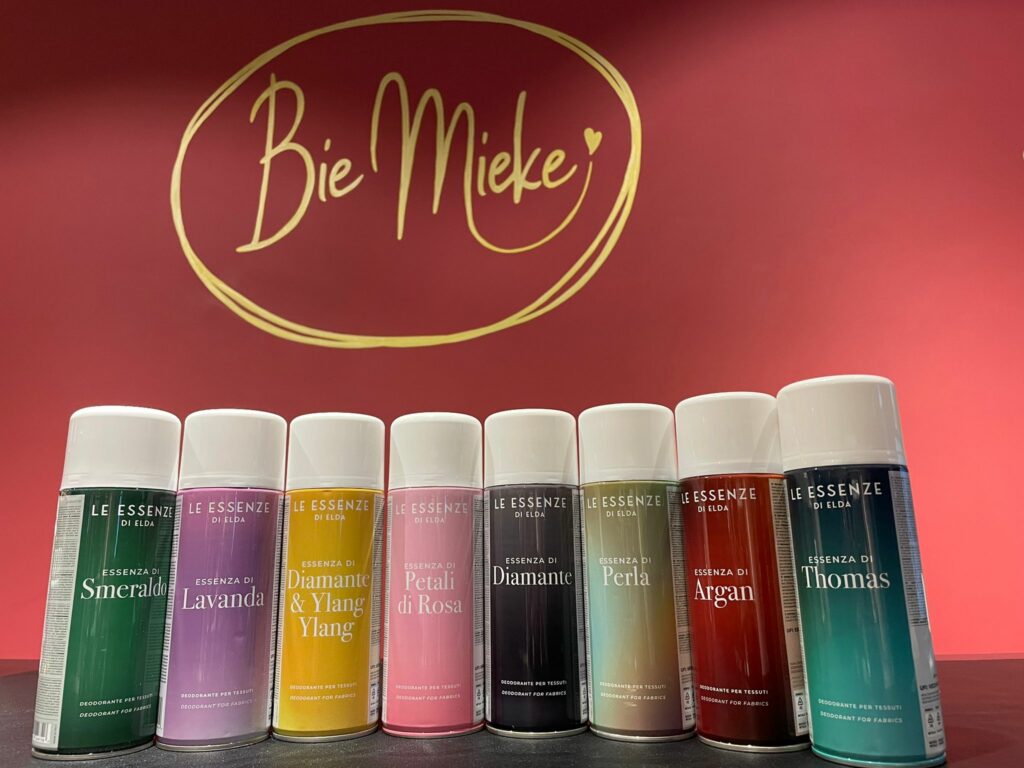 Bie Mieke
LE ESSENZE
DI ELDA
ESSENZA DI
Smeraldo
DEODORANTE PER TESSUTI
DEODORANT FOR FABRICS
LE ESSENZE
DI ELDA
ESSENZA DI
Lavanda
DEODORANTE PER TESSUTI
DEODORANT FOR FABRICS
LE ESSENZE
DI ELDA
ESSENZA DI
Diamante
& Ylang
Ylang
DEODORANTE PER TESSUTI
DEODORANT FOR FABRICS
LE ESSENZE
DI ELDA
ESSENZA DI
Petali
di Rosa
DEODORANTE PER TESSUTI
DEODORANT FOR FABRICS
LE ESSENZE
DI ELDA
ESSENZA DI
Diamante
DEODORANTE PER TESSUTI
DEODORANT FOR FABRICS
LE ESSENZE
DI ELDA
ESSENZA DI
Perla
DEODORANTE PER TESSUTI
DEODORANT FOR FABRICS
LE ESSENZE
DI ELDA
ESSENZA DI
Argan
DEODORANTE PER TESSUTI
DEODORANT FOR FABRICS
LE ESSENZE
DI ELDA
ESSENZA DI
Thomas
DEODORANTE PER TESSUTI
DEODORANT FOR FABRICS